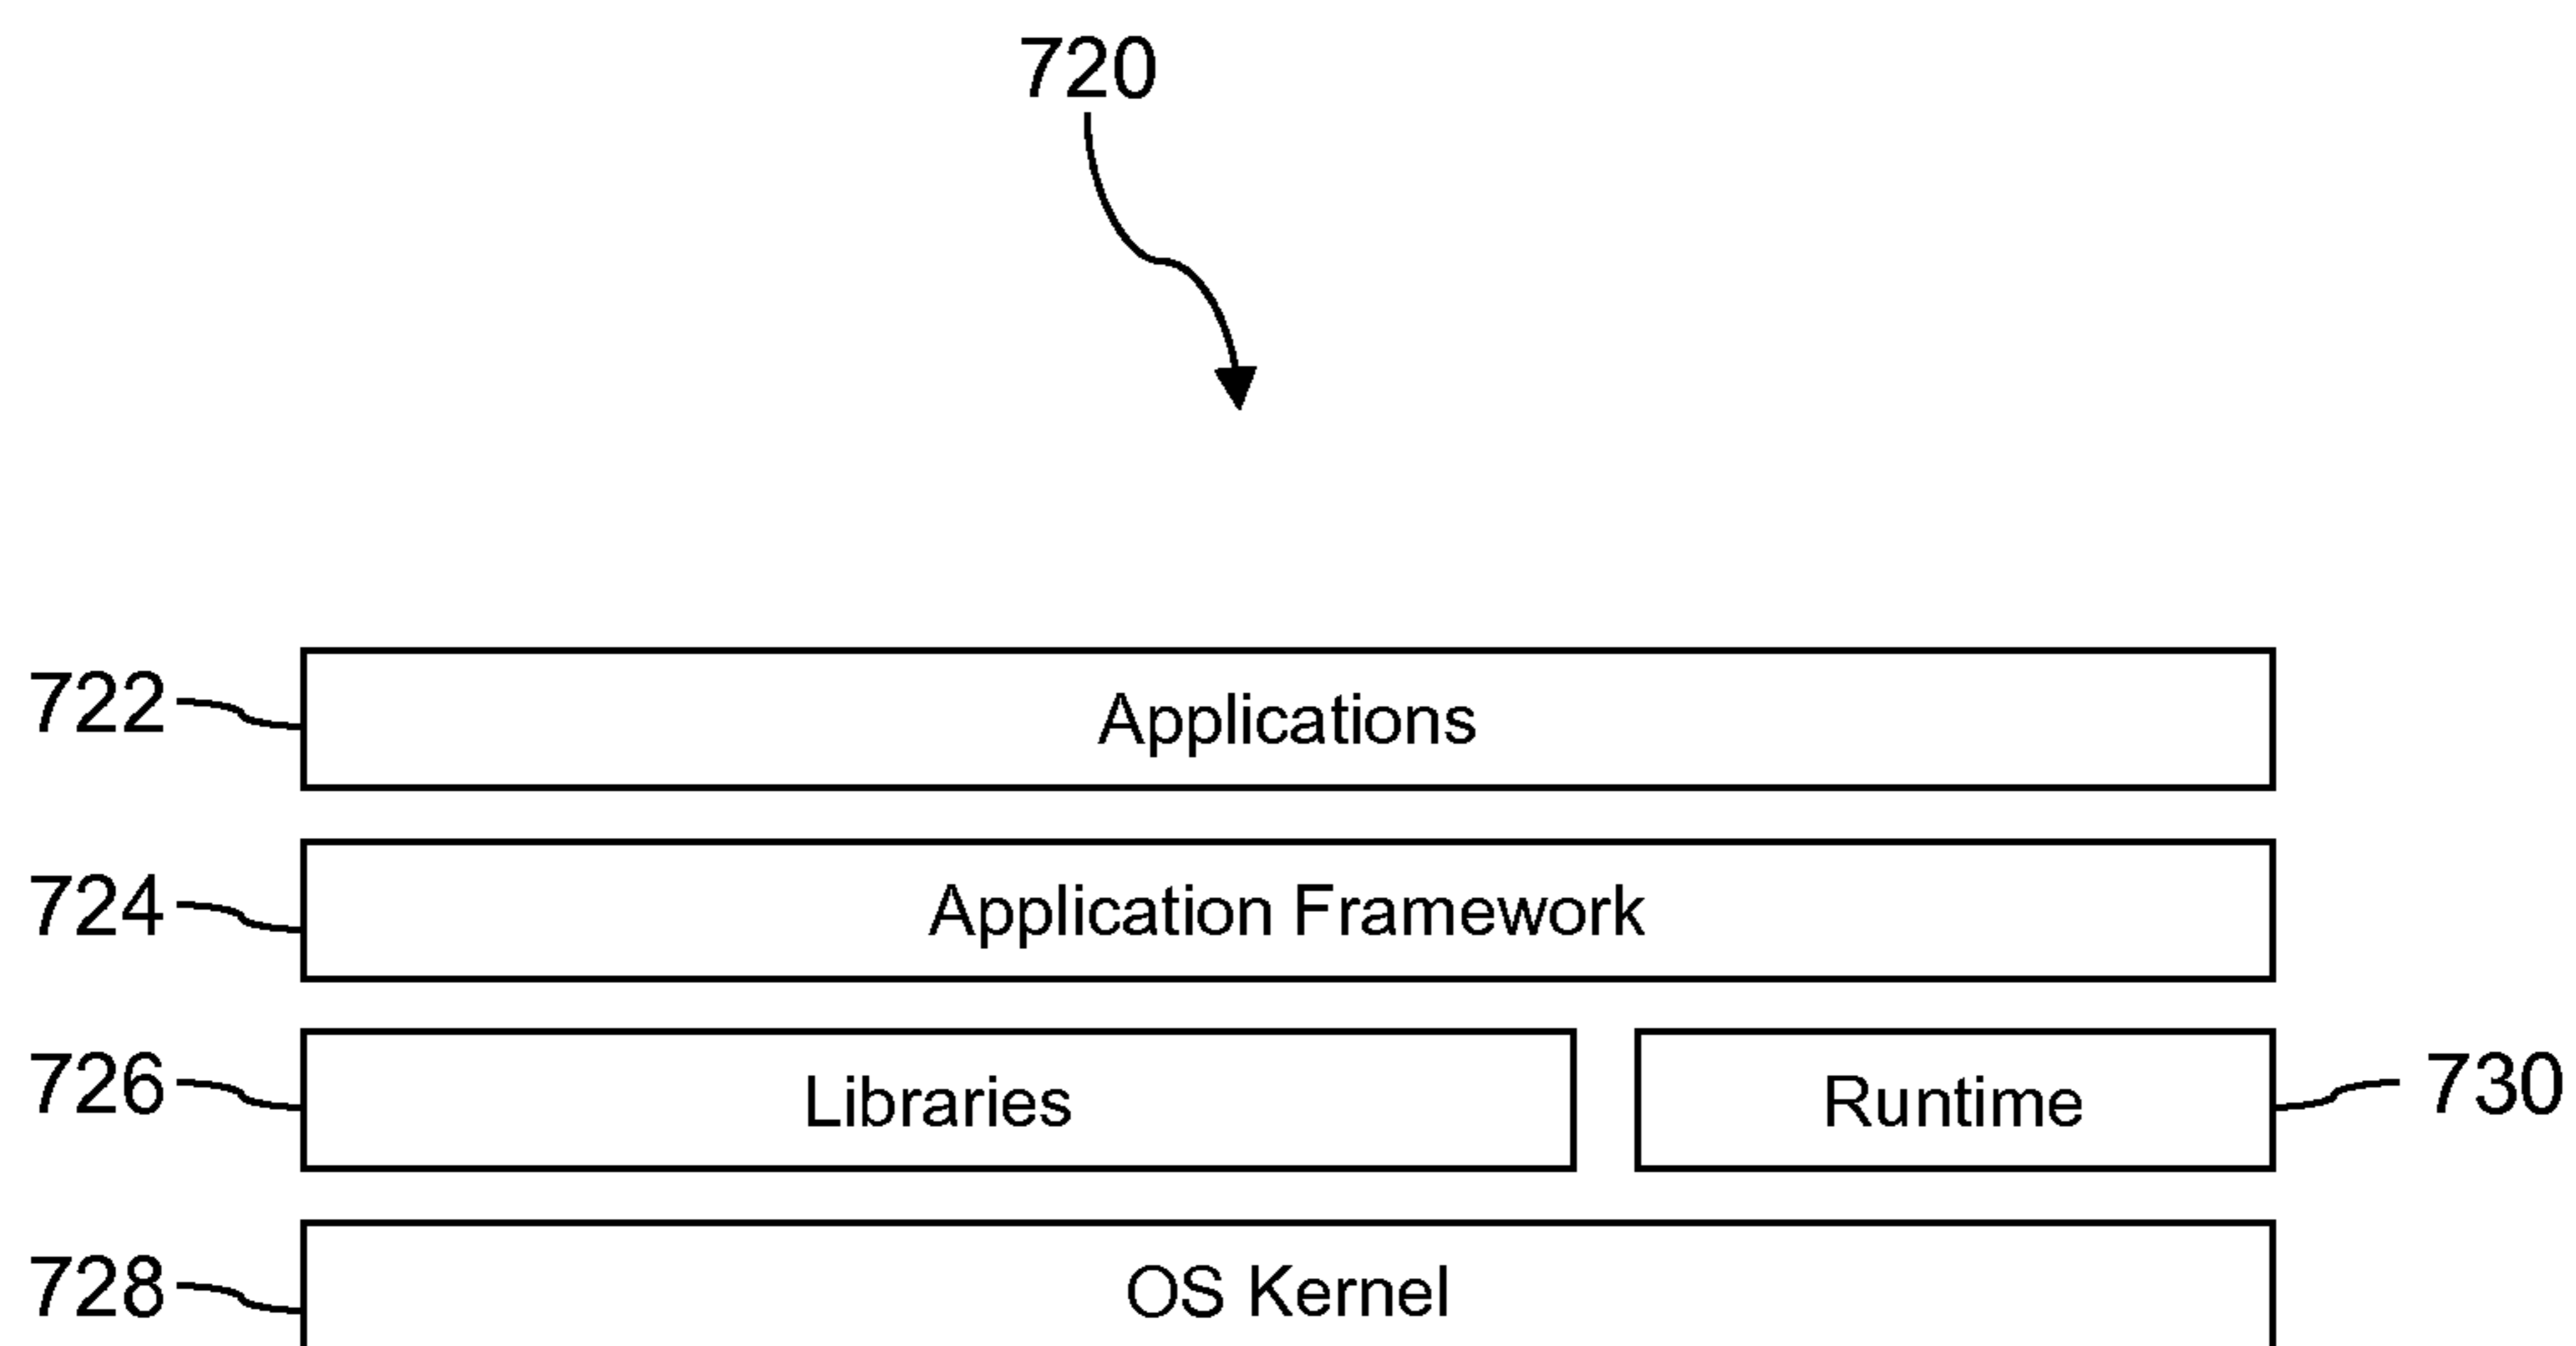 720
722 Applications
724 Application Framework
726 Libraries Runtime 730
728 OS Kernel